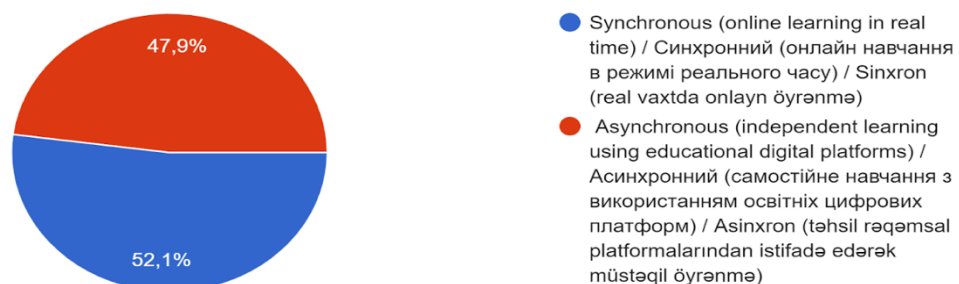 47,9%
52,1%
Synchronous (online learning in real
time) / Синхронний (онлайн навчання
в режимі реального часу) / Sinxron
(real vaxtda onlayn öyrənmə)
Asynchronous (independent learning
using educational digital platforms) /
Асинхронний (самостійне навчання з
використанням освітніх цифрових
платформ) / Asinxron (təhsil rəqəmsal
platformalarından istifadə edərək
müstəqil öyrənmə)